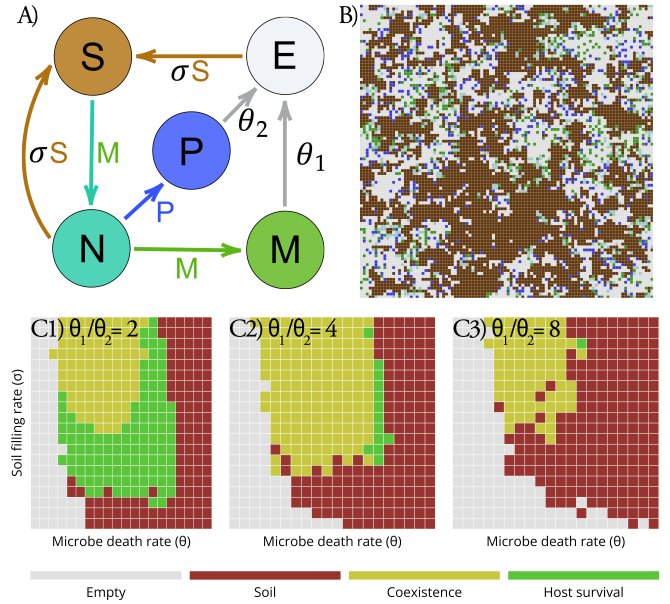 A)
B)
S
E
σS
θ₂
P
σS
M
θ₁
P
N
M
M
C1) θ₁/θ₂= 2
C2) θ₁/θ₂= 4
C3) θ₁/θ₂= 8
Soil filling rate (σ)
Microbe death rate (θ)
Microbe death rate (θ)
Microbe death rate (θ)
Empty
Soil
Coexistence
Host survival